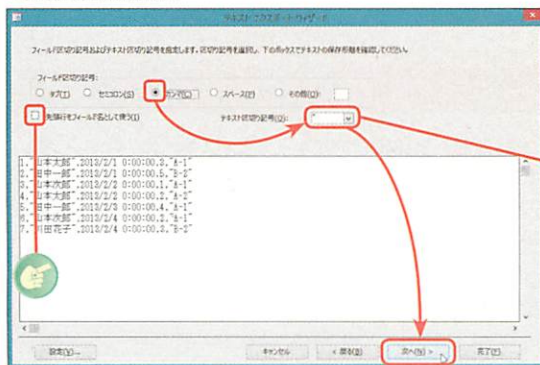 テキスト エクスポート ウィザード
フィールド区切り記号およびテキスト区切り記号を指定します。区切り記号を選択し、下のボックスでテキストの保存形態を確認してください。
フィールド区切り記号:
タブ(T) セミコロン(S) カンマ(C) スペース(P) その他(O):
先頭行をフィールド名として使う(I) テキスト区切り記号(Q): "
1,"山本太郎",2013/2/1 0:00:00,3,"A-1"
2,"田中一郎",2013/2/1 0:00:00,5,"B-2"
3,"山本次郎",2013/2/2 0:00:00,1,"A-1"
4,"山本太郎",2013/2/2 0:00:00,2,"A-2"
5,"田中一郎",2013/2/3 0:00:00,4,"A-1"
6,"山本次郎",2013/2/4 0:00:00,2,"A-1"
7,"川田花子",2013/2/4 0:00:00,3,"B-2"
設定(V)... キャンセル < 戻る(B) 次へ(N) > 完了(F)